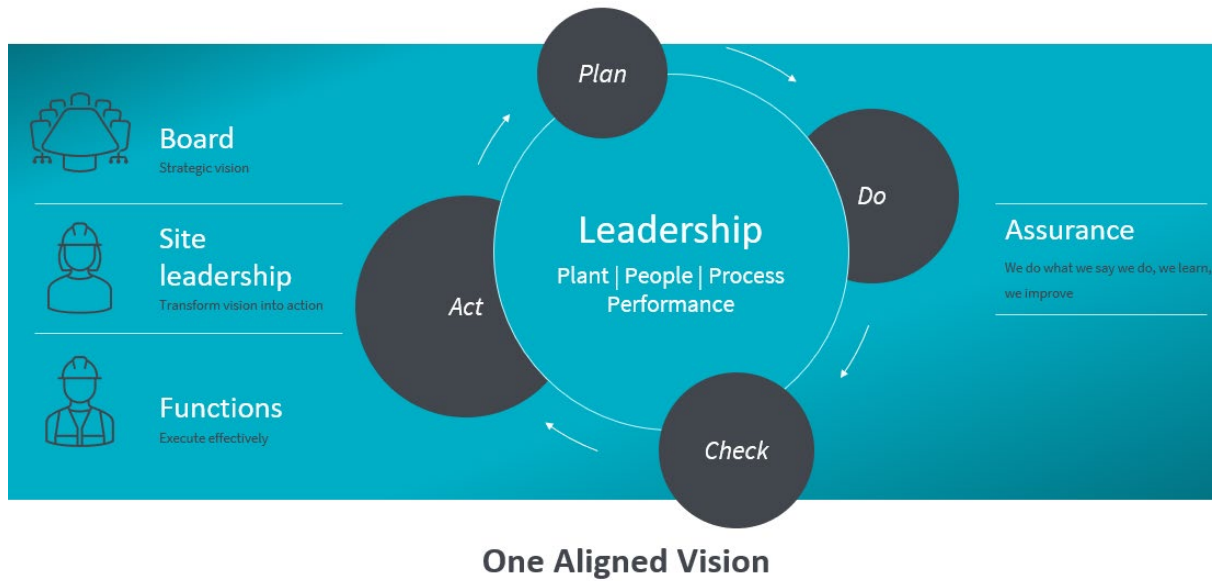 Board
Strategic vision
Site
leadership
Transform vision into action
Functions
Execute effectively
Plan
Do
Check
Act
Leadership
Plant | People | Process
Performance
Assurance
We do what we say we do, we learn,
we improve
One Aligned Vision